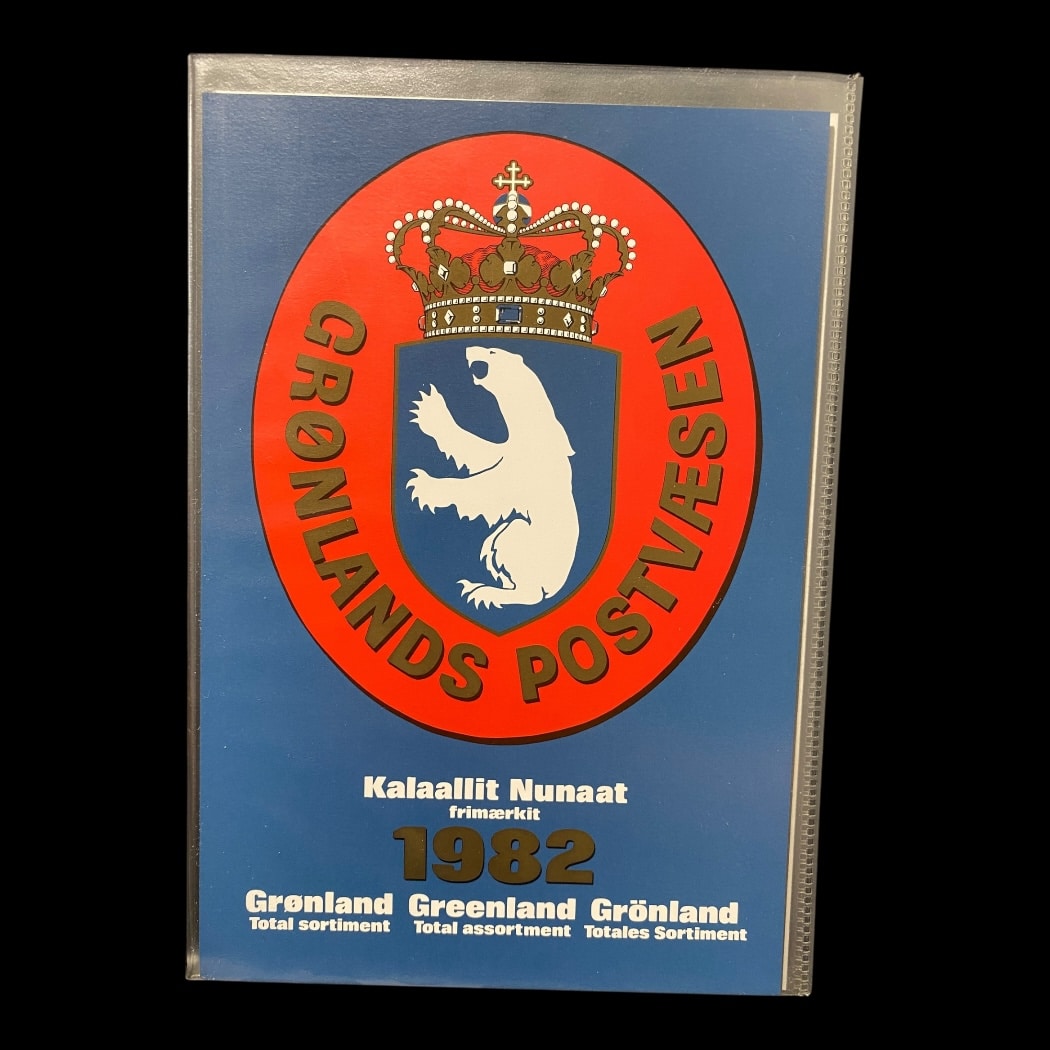 GRØNLANDS POSTVÆSEN
Kalaallit Nunaat
frimærkit
1982
Grønland Greenland Grönland
Total sortiment Total assortment Totales Sortiment